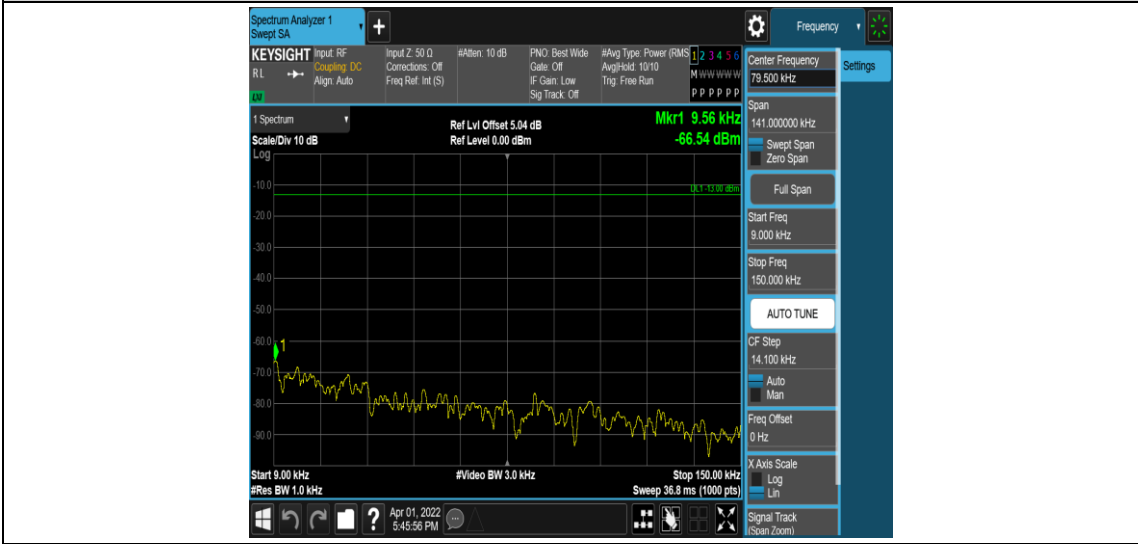 Spectrum Analyzer 1
Swept SA
+
Frequency
KEYSIGHT
RL
Input: RF
Coupling: DC
Align: Auto
Input Z: 50 Ω
Corrections: Off
Freq Ref: Int (S)
#Atten: 10 dB
PNO: Best Wide
Gate: Off
IF Gain: Low
Sig Track: Off
#Avg Type: Power (RMS
Avg|Hold: 10/10
Trig: Free Run
1 2 3 4 5 6
M W W W W W
P P P P P P
1 Spectrum
Scale/Div 10 dB
Log
Ref Lvl Offset 5.04 dB
Ref Level 0.00 dBm
Mkr1 9.56 kHz
-66.54 dBm
DL1 -13.00 dBm
-10.0
-20.0
-30.0
-40.0
-50.0
-60.0
1
-70.0
-80.0
-90.0
Start 9.00 kHz
#Res BW 1.0 kHz
#Video BW 3.0 kHz
Stop 150.00 kHz
Sweep 36.8 ms (1000 pts)
?
Apr 01, 2022
5:45:56 PM
Center Frequency
79.500 kHz
Settings
Span
141.000000 kHz
Swept Span
Zero Span
Full Span
Start Freq
9.000 kHz
Stop Freq
150.000 kHz
AUTO TUNE
CF Step
14.100 kHz
Auto
Man
Freq Offset
0 Hz
X Axis Scale
Log
Lin
Signal Track
(Span Zoom)